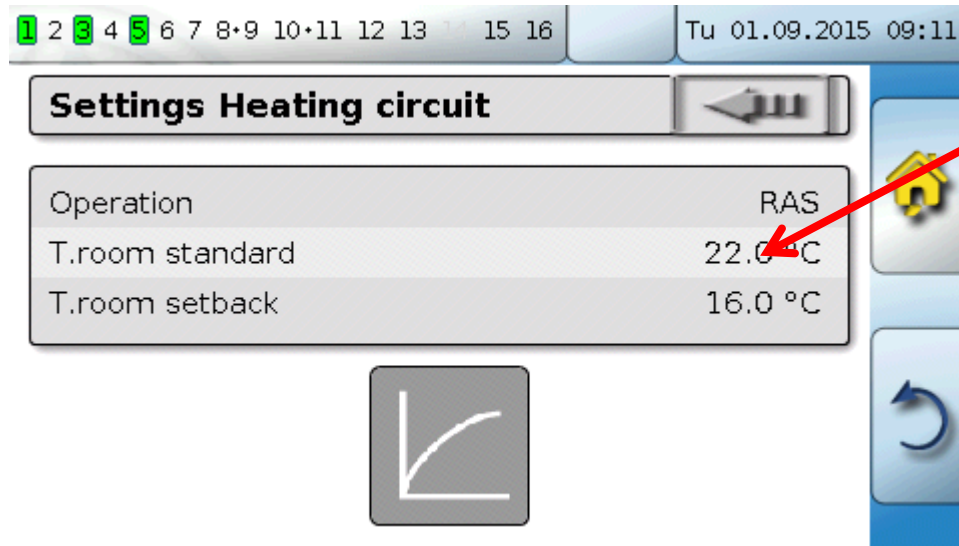 1 2 3 4 5 6 7 8•9 10•11 12 13 14 15 16 Tu 01.09.2015 09:11
Settings Heating circuit
Operation RAS
T.room standard 22.0 °C
T.room setback 16.0 °C